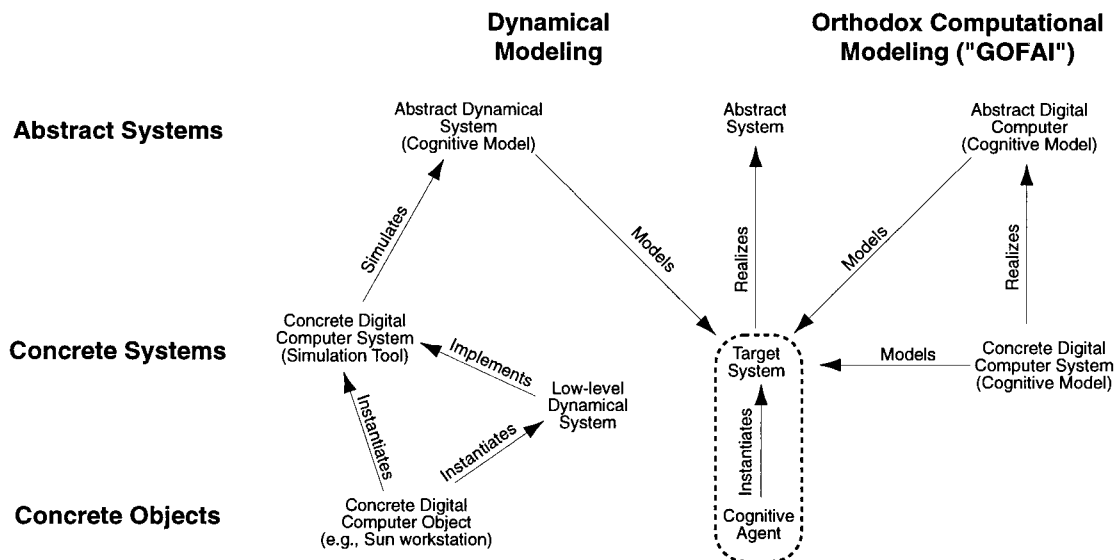 Dynamical
Modeling
Orthodox Computational
Modeling ("GOFAI")
Abstract Systems
Abstract Dynamical
System
(Cognitive Model)
Abstract
System
Abstract Digital
Computer
(Cognitive Model)
Simulates
Models
Realizes
Models
Realizes
Concrete Systems
Concrete Digital
Computer System
(Simulation Tool)
Implements
Low-level
Dynamical
System
Target
System
Models
Concrete Digital
Computer System
(Cognitive Model)
Instantiates
Instantiates
Instantiates
Concrete Objects
Concrete Digital
Computer Object
(e.g., Sun workstation)
Cognitive
Agent